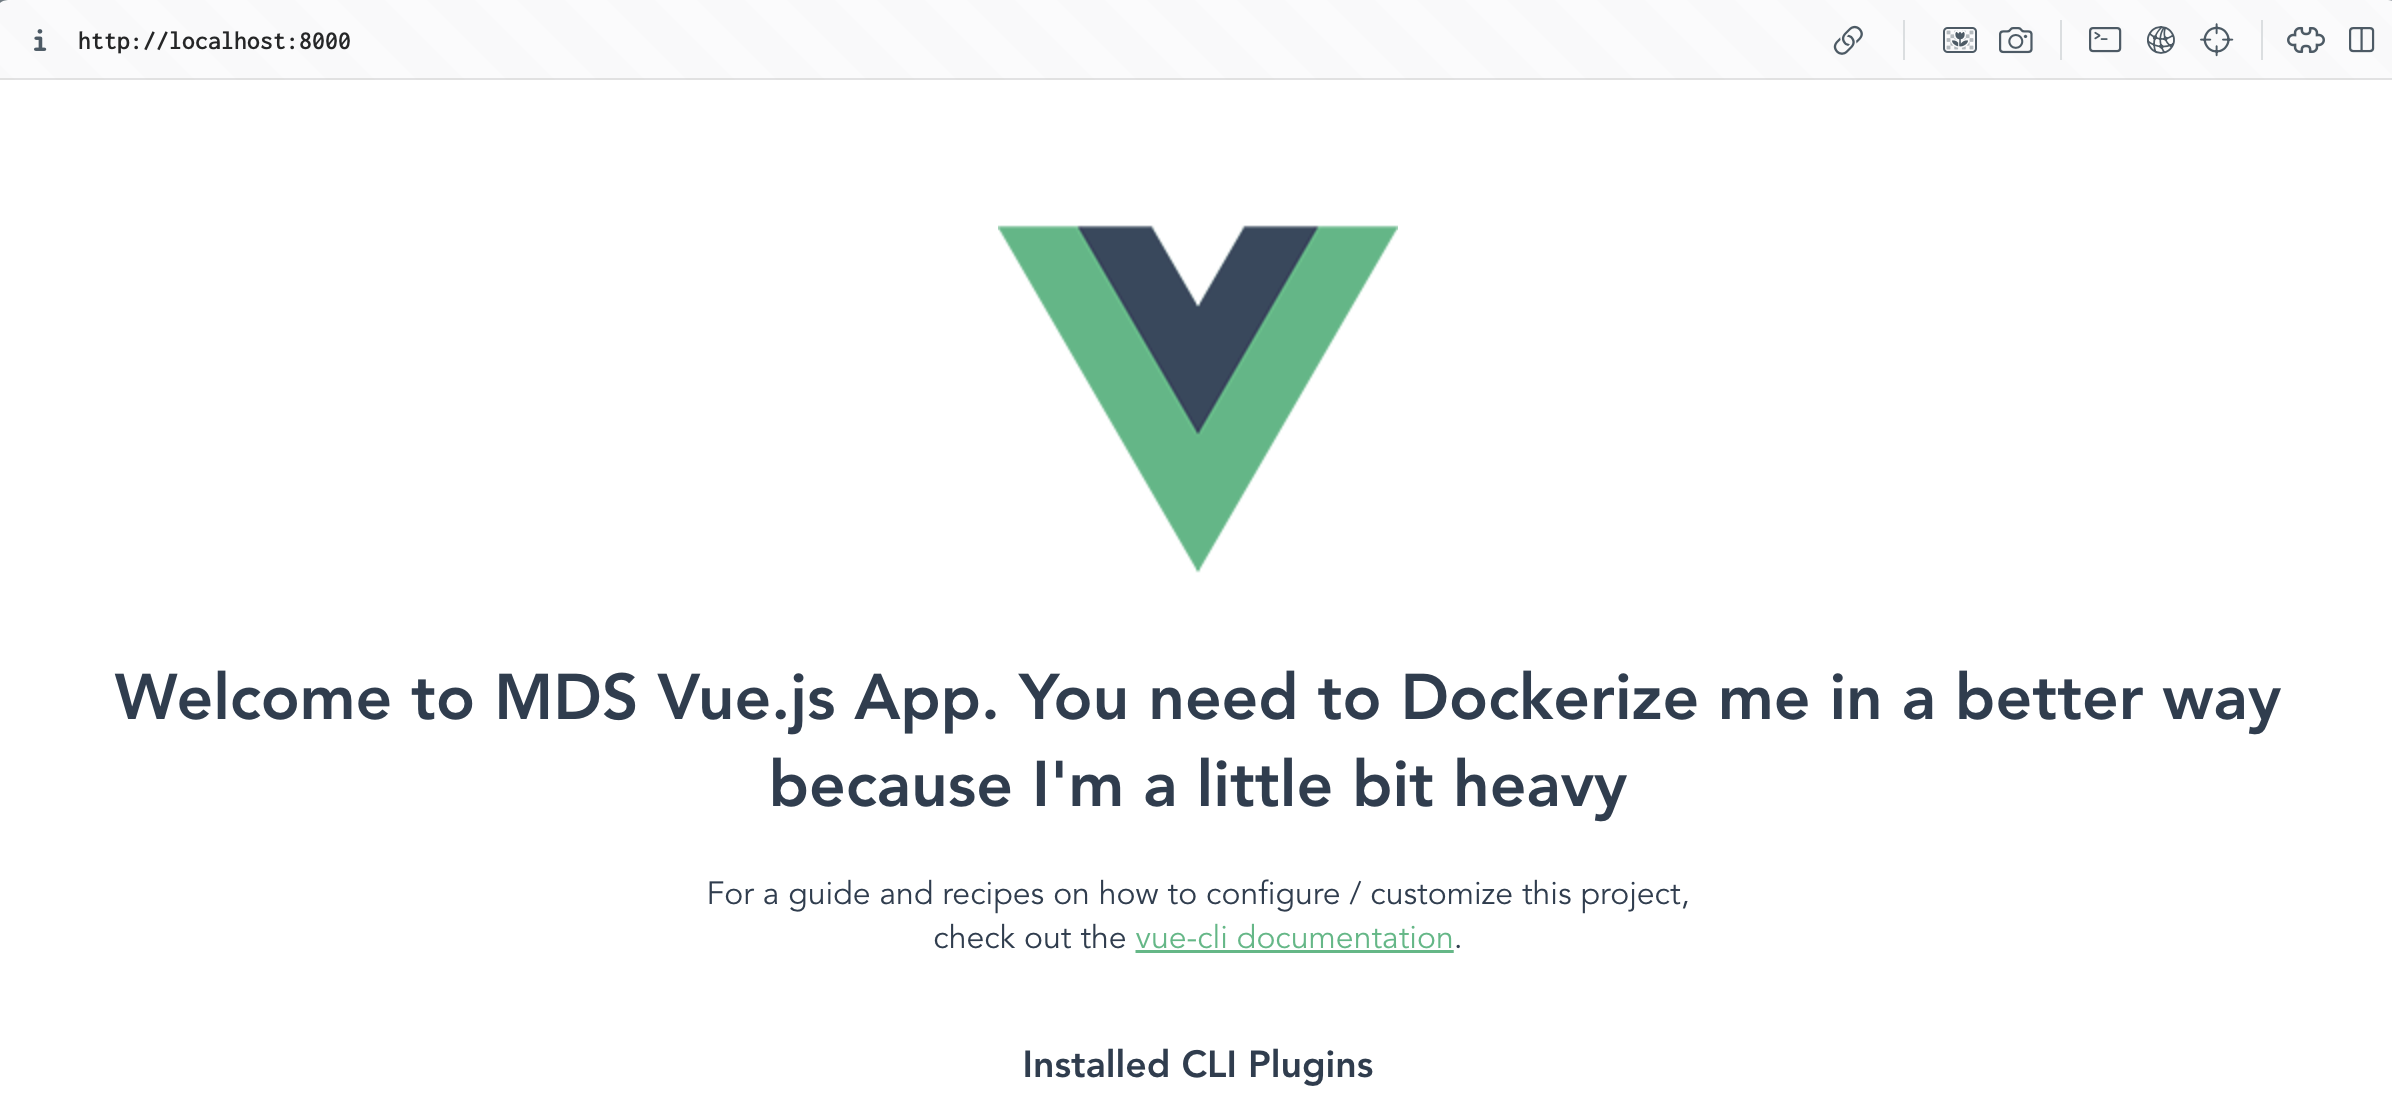 http://localhost:8000
Welcome to MDS Vue.js App. You need to Dockerize me in a better way
because I'm a little bit heavy
For a guide and recipes on how to configure / customize this project,
check out the vue-cli documentation.
Installed CLI Plugins